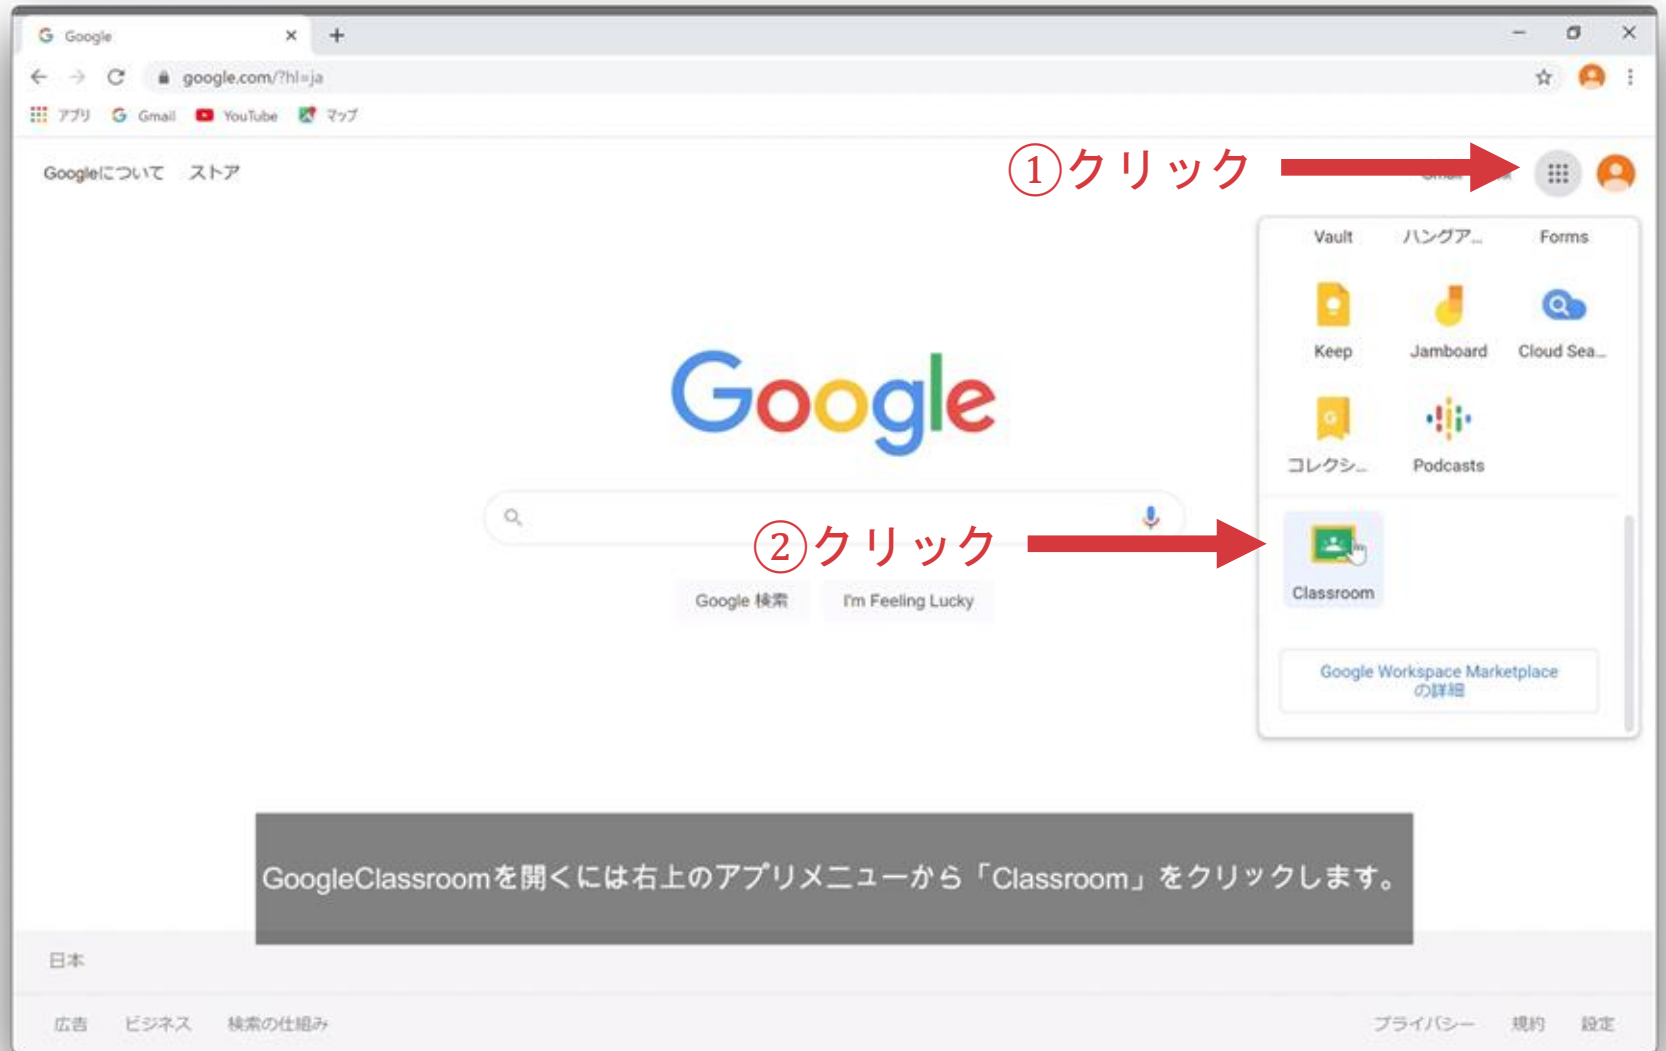 Google
google.com/?hl=ja
アプリ Gmail YouTube マップ
Googleについて ストア
①クリック
Vault ハングア... Forms
Keep Jamboard Cloud Sea...
コレクシ... Podcasts
Google
②クリック
Classroom
Google 検索 I'm Feeling Lucky
Google Workspace Marketplace
の詳細
GoogleClassroomを開くには右上のアプリメニューから「Classroom」をクリックします。
日本
広告 ビジネス 検索の仕組み プライバシー 規約 設定